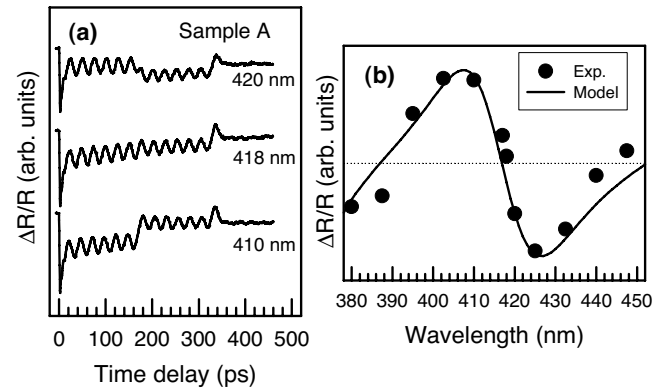 (a)
Sample A
420 nm
418 nm
410 nm
ΔR/R (arb. units)
0 100 200 300 400 500
Time delay (ps)
(b)
Exp.
Model
ΔR/R (arb. units)
380 390 400 410 420 430 440 450
Wavelength (nm)